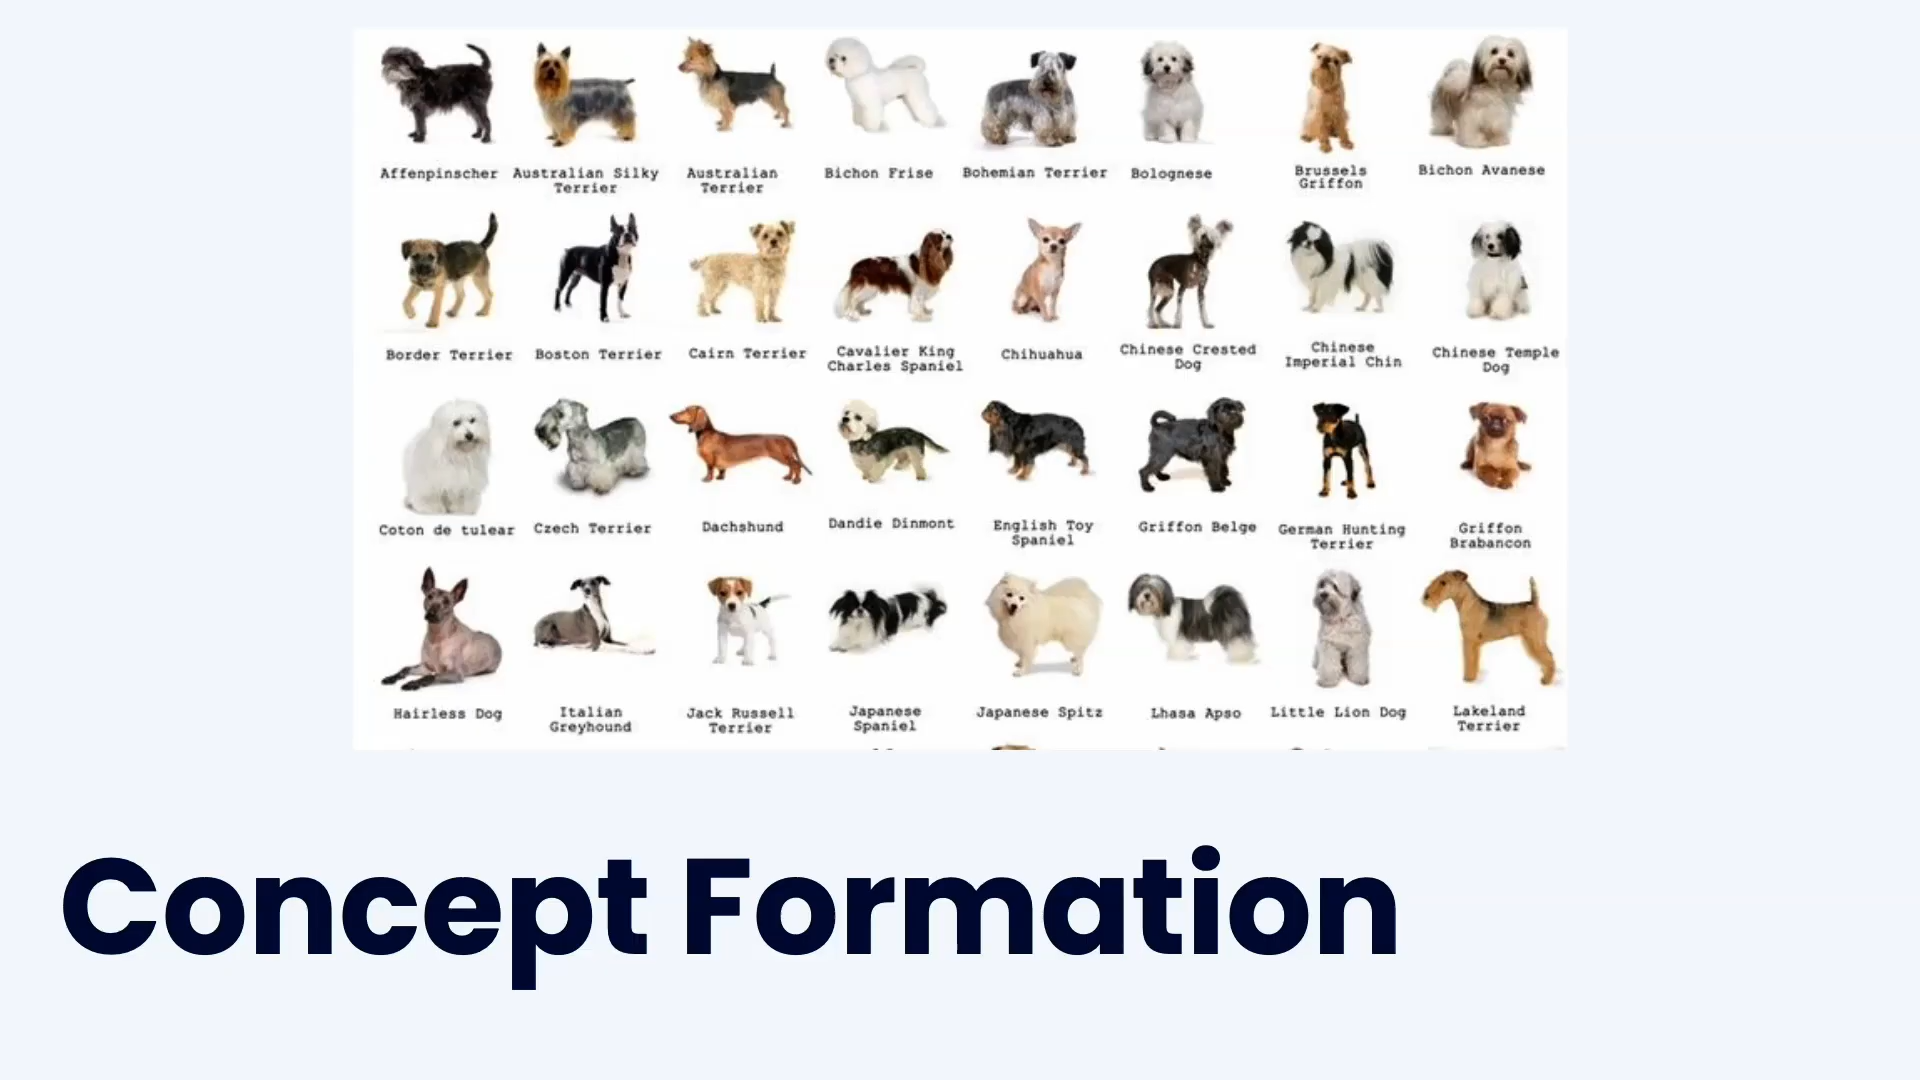 Affenpinscher
Australian Silky
Terrier
Australian
Terrier
Bichon Frise
Bohemian Terrier
Bolognese
Brussels
Griffon
Bichon Avanese
Border Terrier
Boston Terrier
Cairn Terrier
Cavalier King
Charles Spaniel
Chihuahua
Chinese Crested
Dog
Chinese
Imperial Chin
Chinese Temple
Dog
Coton de tulear
Czech Terrier
Dachshund
Dandie Dinmont
English Toy
Spaniel
Griffon Belge
German Hunting
Terrier
Griffon
Brabancon
Hairless Dog
Italian
Greyhound
Jack Russell
Terrier
Japanese
Spaniel
Japanese Spitz
Lhasa Apso
Little Lion Dog
Lakeland
Terrier
Concept Formation